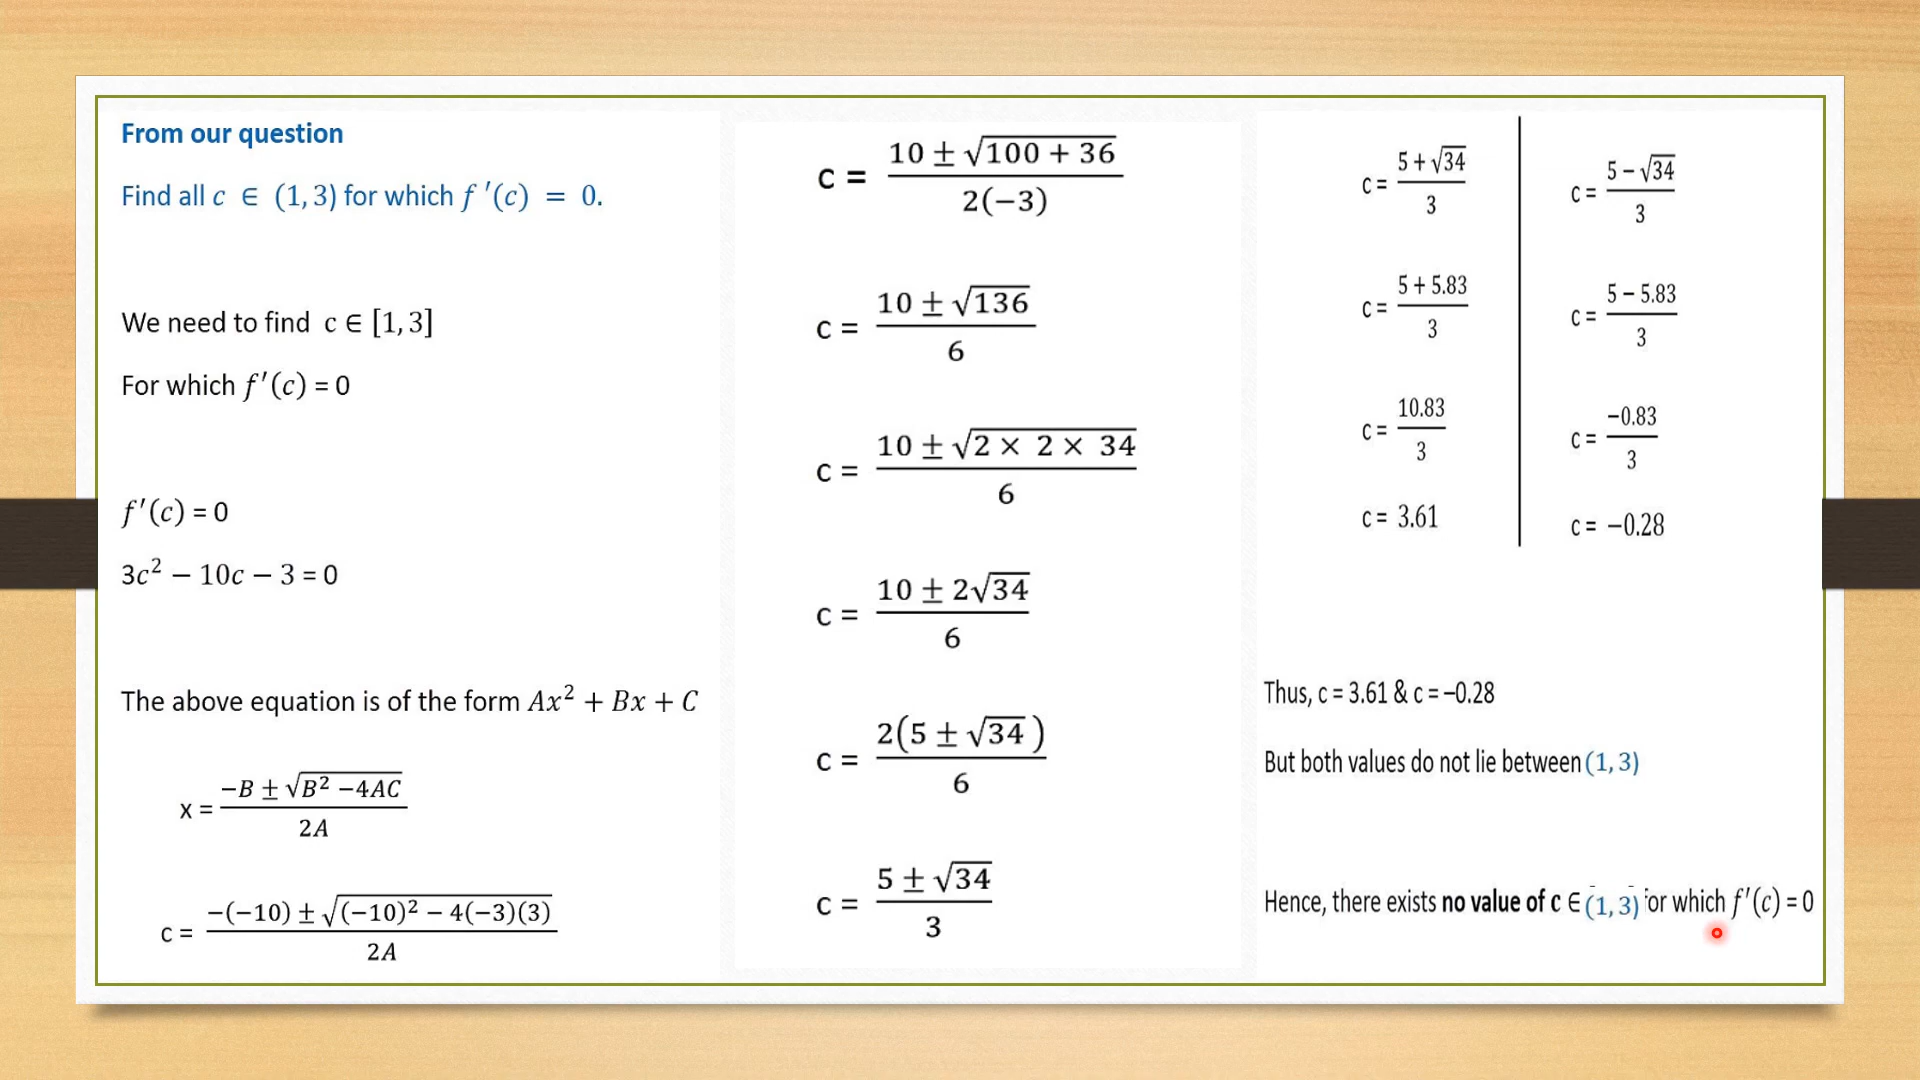 From our question
Find all c ∈ (1, 3) for which f ′(c) = 0.
We need to find c ∈ [1, 3]
For which f′(c) = 0
f′(c) = 0
3c² − 10c − 3 = 0
The above equation is of the form Ax² + Bx + C
x = (−B ± √(B² −4AC)) / 2A
c = (−(−10) ± √((−10)² − 4(−3)(3))) / 2A
c = (10 ± √(100 + 36)) / 2(−3)
c = (10 ± √136) / 6
c = (10 ± √(2 × 2 × 34)) / 6
c = (10 ± 2√34) / 6
c = 2(5 ± √34) / 6
c = (5 ± √34) / 3
c = (5 + √34) / 3
c = (5 + 5.83) / 3
c = 10.83 / 3
c = 3.61
c = (5 − √34) / 3
c = (5 − 5.83) / 3
c = −0.83 / 3
c = −0.28
Thus, c = 3.61 & c = −0.28
But both values do not lie between (1, 3)
Hence, there exists no value of c ∈ (1, 3) for which f′(c) = 0